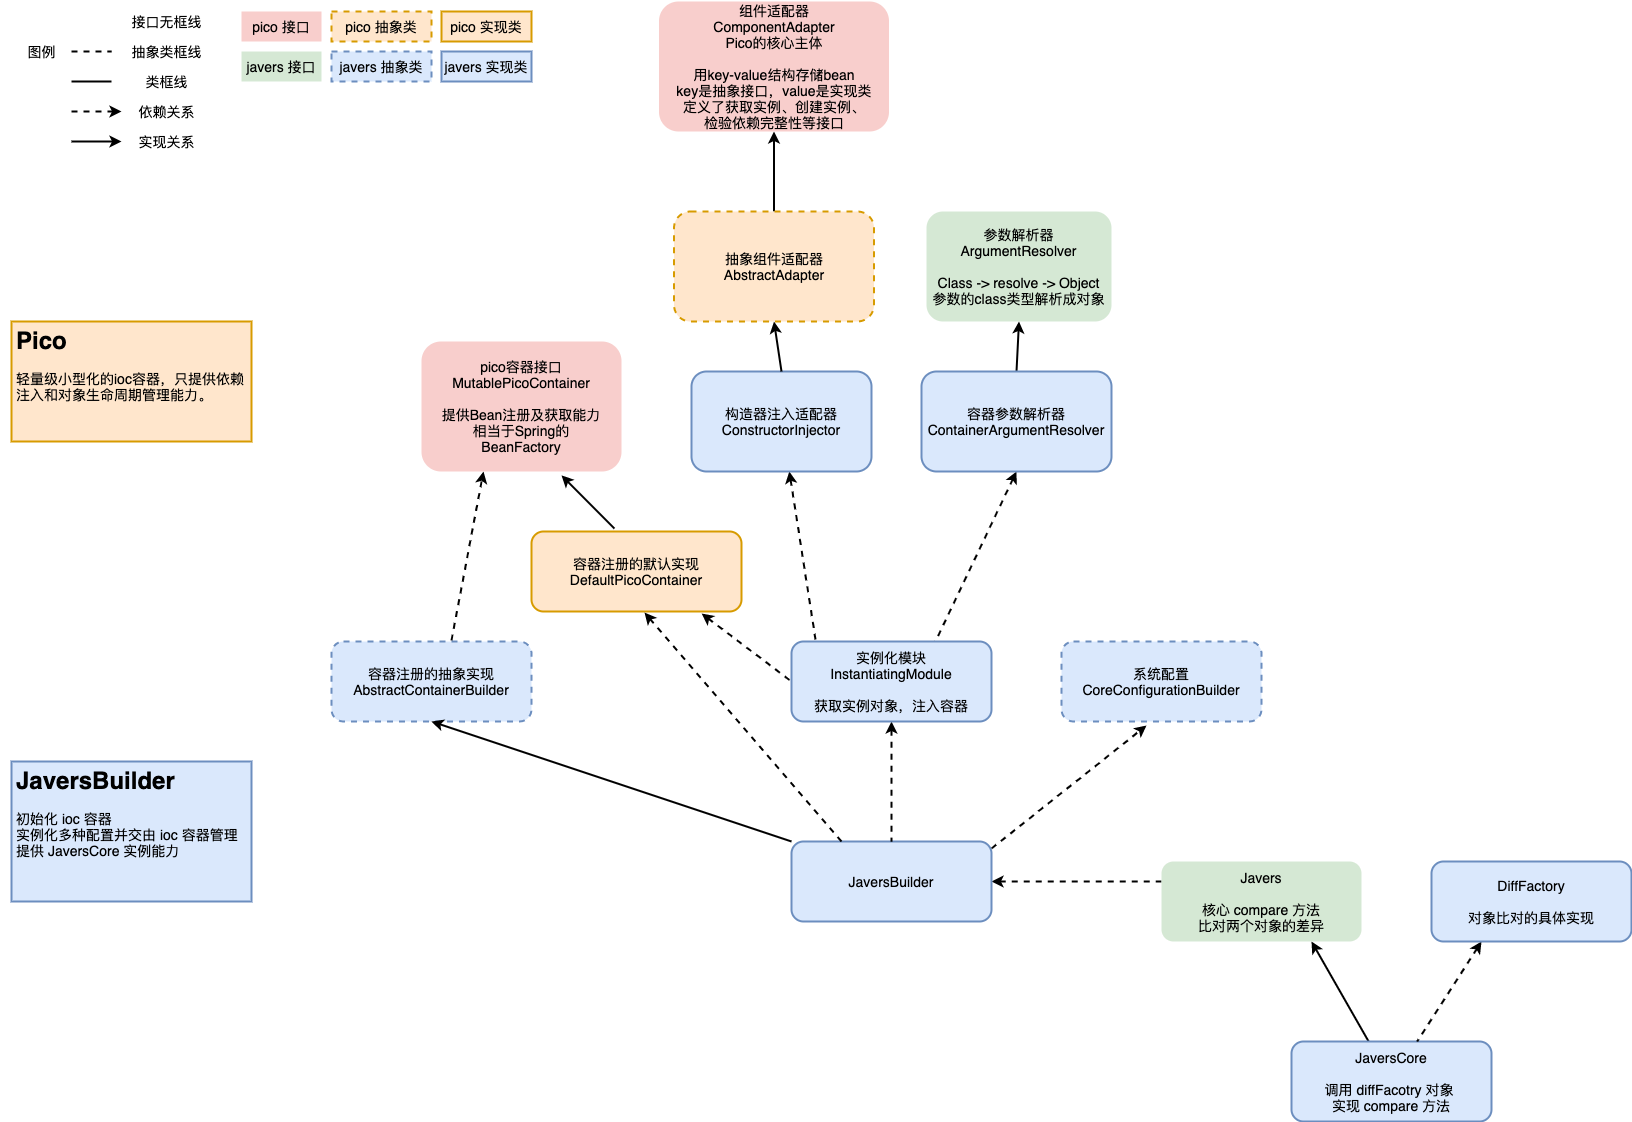 图例
接口无框线
抽象类框线
类框线
依赖关系
实现关系
pico 接口
pico 抽象类
pico 实现类
javers 接口
javers 抽象类
javers 实现类
组件适配器
ComponentAdapter
Pico的核心主体
用key-value结构存储bean
key是抽象接口，value是实现类
定义了获取实例、创建实例、
检验依赖完整性等接口
抽象组件适配器
AbstractAdapter
参数解析器
ArgumentResolver
Class -> resolve -> Object
参数的class类型解析成对象
Pico
轻量级小型化的ioc容器，只提供依赖
注入和对象生命周期管理能力。
pico容器接口
MutablePicoContainer
提供Bean注册及获取能力
相当于Spring的
BeanFactory
构造器注入适配器
ConstructorInjector
容器参数解析器
ContainerArgumentResolver
容器注册的默认实现
DefaultPicoContainer
容器注册的抽象实现
AbstractContainerBuilder
实例化模块
InstantiatingModule
获取实例对象，注入容器
系统配置
CoreConfigurationBuilder
JaversBuilder
初始化 ioc 容器
实例化多种配置并交由 ioc 容器管理
提供 JaversCore 实例能力
JaversBuilder
Javers
核心 compare 方法
比对两个对象的差异
DiffFactory
对象比对的具体实现
JaversCore
调用 diffFacotry 对象
实现 compare 方法